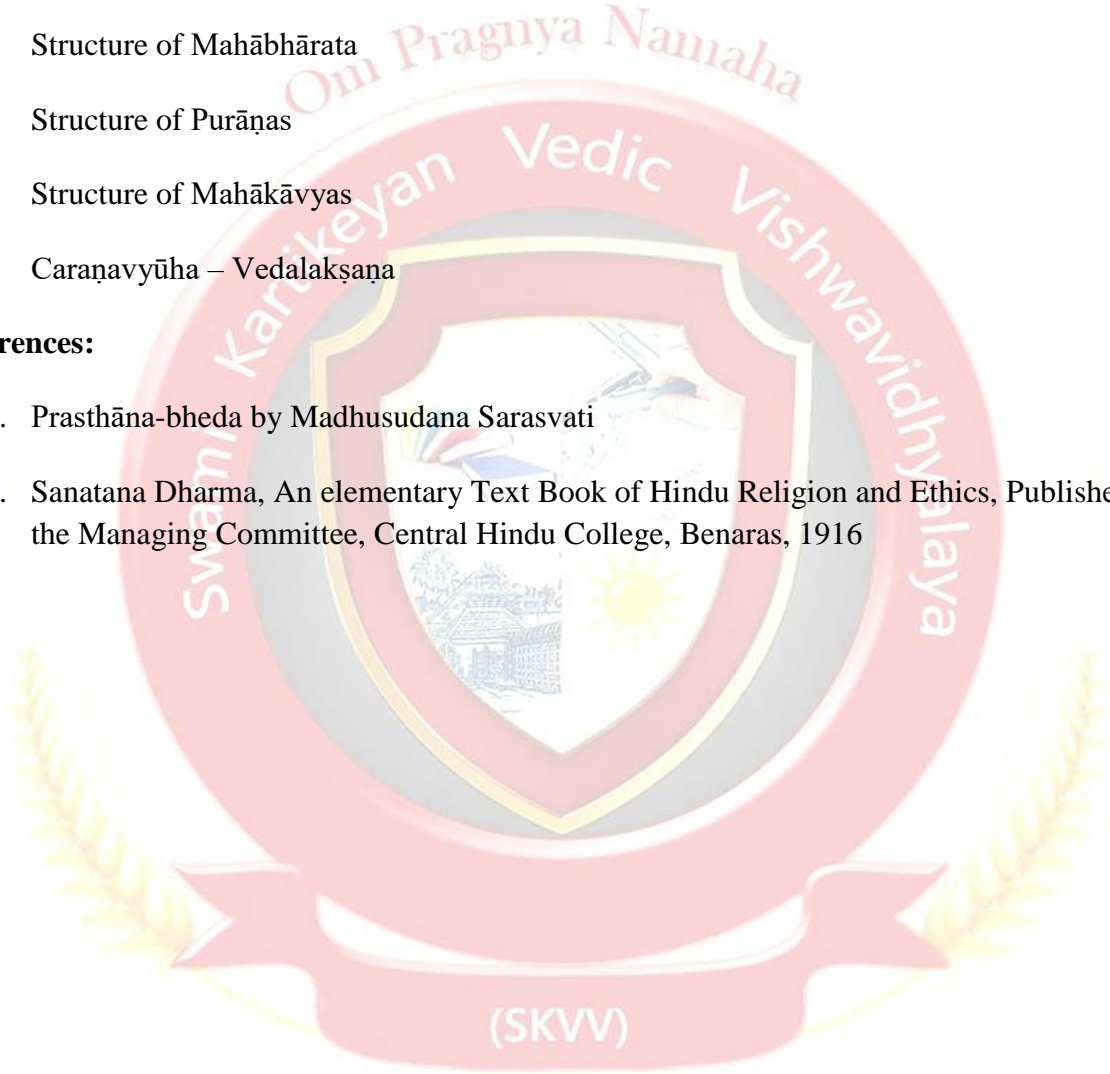 Om Pragnya Namaha
Structure of Mahābhārata
Structure of Purāṇas
Structure of Mahākāvyas
Caraṇavyūha – Vedalakṣaṇa
rences:
. Prasthāna-bheda by Madhusudana Sarasvati
. Sanatana Dharma, An elementary Text Book of Hindu Religion and Ethics, Publishe
the Managing Committee, Central Hindu College, Benaras, 1916
Swami Kartikeyan Vedic Vishwavidhyalaya
(SKVV)